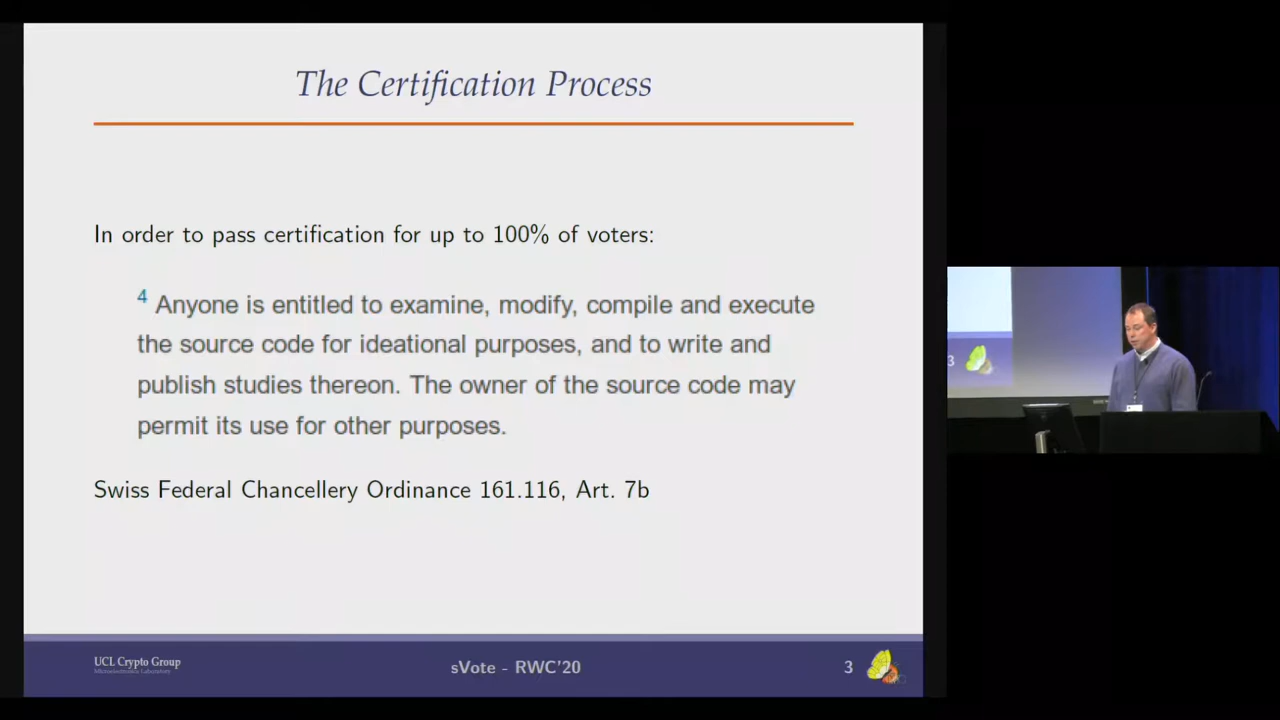 The Certification Process
In order to pass certification for up to 100% of voters:
4 Anyone is entitled to examine, modify, compile and execute
the source code for ideational purposes, and to write and
publish studies thereon. The owner of the source code may
permit its use for other purposes.
Swiss Federal Chancellery Ordinance 161.116, Art. 7b
UCL Crypto Group
Microelectronics Laboratory
sVote - RWC'20
3
3